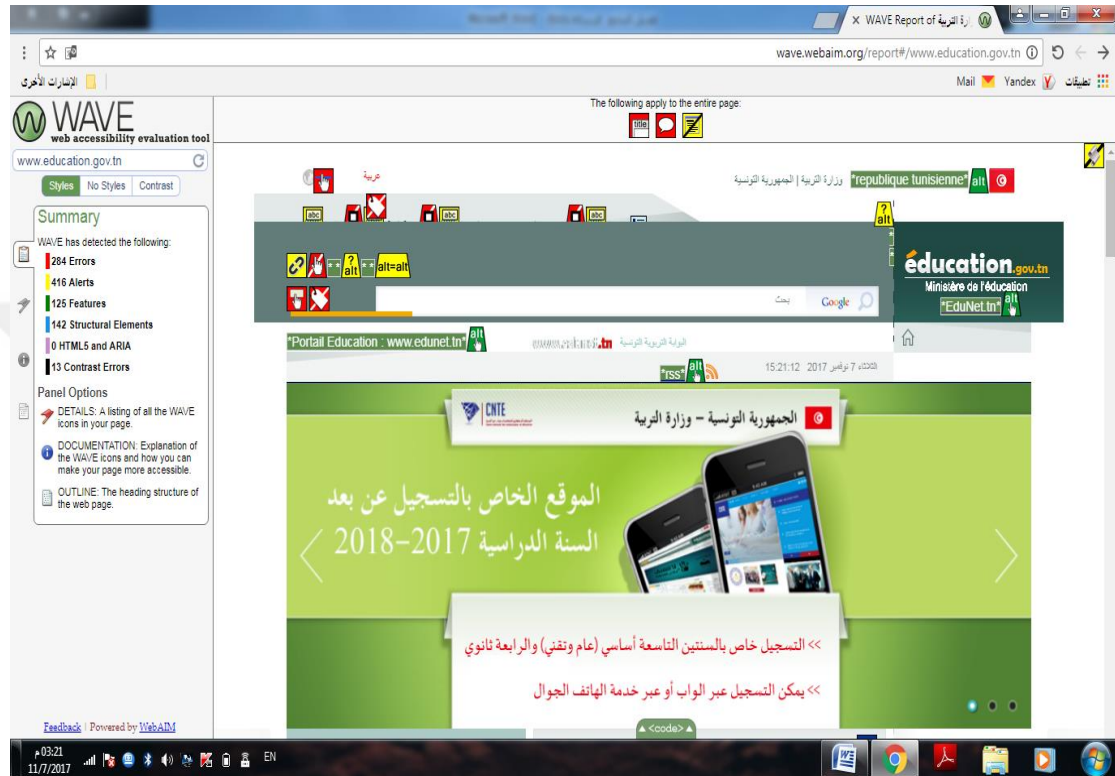 WAVE Report of
wave.webaim.org/report#/www.education.gov.tn
الإشارات الأخرى
Mail
Yandex
تطبيقات
WAVE
web accessibility evaluation tool
www.education.gov.tn
Styles No Styles Contrast
Summary
WAVE has detected the following:
284 Errors
416 Alerts
125 Features
142 Structural Elements
0 HTML5 and ARIA
13 Contrast Errors
Panel Options
DETAILS: A listing of all the WAVE
icons in your page.
DOCUMENTATION: Explanation of
the WAVE icons and how you can
make your page more accessible.
OUTLINE: The heading structure of
the web page.
Feedback | Powered by WebAIM
The following apply to the entire page:
title
عربية
وزارة التربية | الجمهورية التونسية
*republique tunisienne* alt
abc abc abc
? alt
* * ? alt * * alt=alt
éducation.gov.tn
Ministère de l'éducation
*EduNet.tn* alt
بحث Google
*Portail Education : www.edunet.tn* alt
البوابة التربوية التونسية
*rss* alt
الثلاثاء 7 نوفمبر 2017 15:21:12
CNTE
الجمهورية التونسية – وزارة التربية
الموقع الخاص بالتسجيل عن بعد
السنة الدراسية 2017-2018
>> التسجيل خاص بالسنتين التاسعة أساسي (عام وتقني) والرابعة ثانوي
>> يمكن التسجيل عبر الواب أو عبر خدمة الهاتف الجوال
<code>
03:21 م
11/7/2017
EN